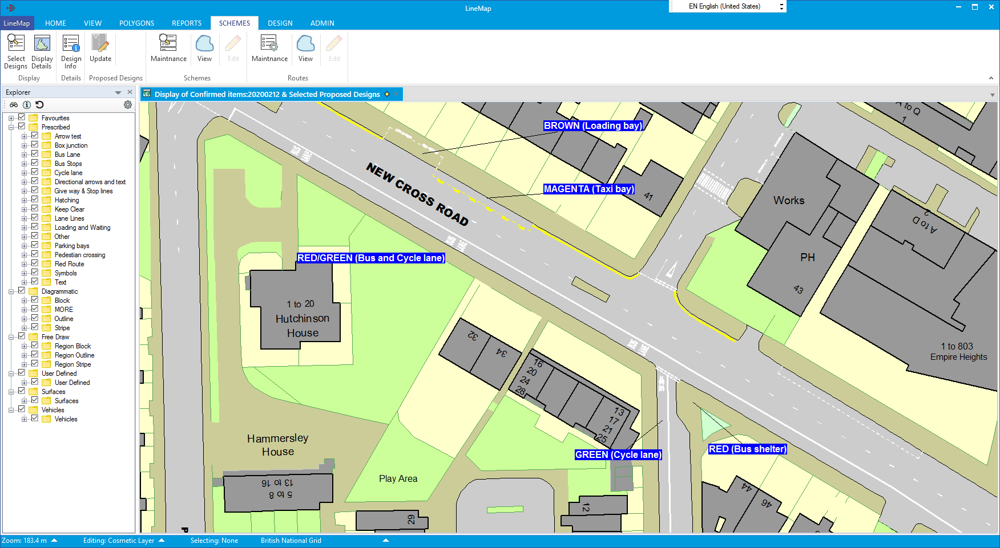 LineMap
EN English (United States)
LineMap HOME VIEW POLYGONS REPORTS SCHEMES DESIGN ADMIN
Select Designs
Display Details
Design Info
Update
Maintnance
View
Edit
Maintnance
View
Edit
Display
Details
Proposed Designs
Schemes
Routes
Explorer
Display of Confirmed items:20200212 & Selected Proposed Designs
Favourites
Prescribed
Arrow test
Box junction
Bus Lane
Bus Stops
Cycle lane
Directional arrows and text
Give way & Stop lines
Hatching
Keep Clear
Lane Lines
Loading and Waiting
Other
Parking bays
Pedestian crossing
Red Route
Symbols
Text
Diagrammatic
Block
MORE
Outline
Stripe
Free Draw
Region Block
Region Outline
Region Stripe
User Defined
User Defined
Surfaces
Surfaces
Vehicles
Vehicles
A to Q
1
BROWN (Loading bay)
BUS LANE
NEW CROSS ROAD
MAGENTA (Taxi bay)
41
Works
2
A to D
BUS LANE
RED/GREEN (Bus and Cycle lane)
PH
43
1 to 20
Hutchinson
House
32
34
BUS LANE
1 to 803
Empire Heights
16
20
24
28
13
17
21
25
Hammersley
House
GREEN (Cycle lane)
RED (Bus shelter)
Play Area
13 to 16
5 to 8
44
46
12
29
P
Zoom: 183.4 m
Editing: Cosmetic Layer
Selecting: None
British National Grid